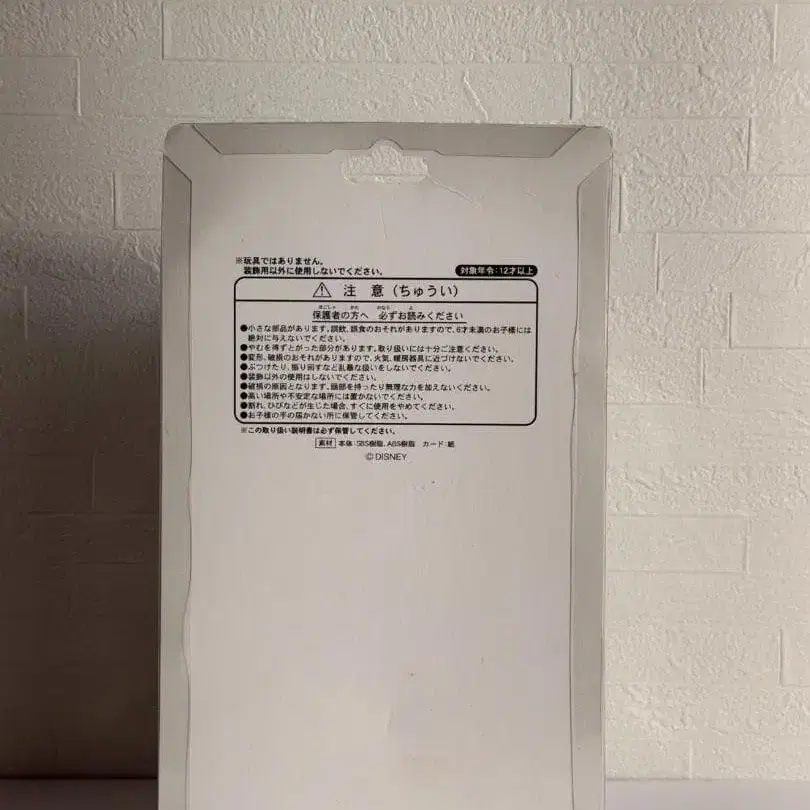 ※玩具ではありません。
装飾用以外に使用しないでください。
対象年令:12才以上
注 意 (ちゅうい)
ほごしゃ かた かなら よ
保護者の方へ 必ずお読みください
●小さな部品があります。誤飲、誤食のおそれがありますので、6才未満のお子様には
絶対に与えないでください。
●やむを得ずとがった部分があります。取り扱いには十分ご注意ください。
●変形、破損のおそれがありますので、火気、暖房器具に近づけないでください。
●ぶつけたり、振り回すなど乱暴な扱いをしないでください。
●装飾以外の使用はしないでください。
●破損の原因となります。頭部を持ったり無理な力を加えないください。
●高い場所や不安定な場所には置かないでください。
●割れ、ひびなどが生じた場合、すぐに使用をやめてください。
●お子様の手の届かない所に保管してください。
※この取り扱い説明書は必ず保管してください。
素材 本体:SBS樹脂、ABS樹脂 カード:紙
©DISNEY